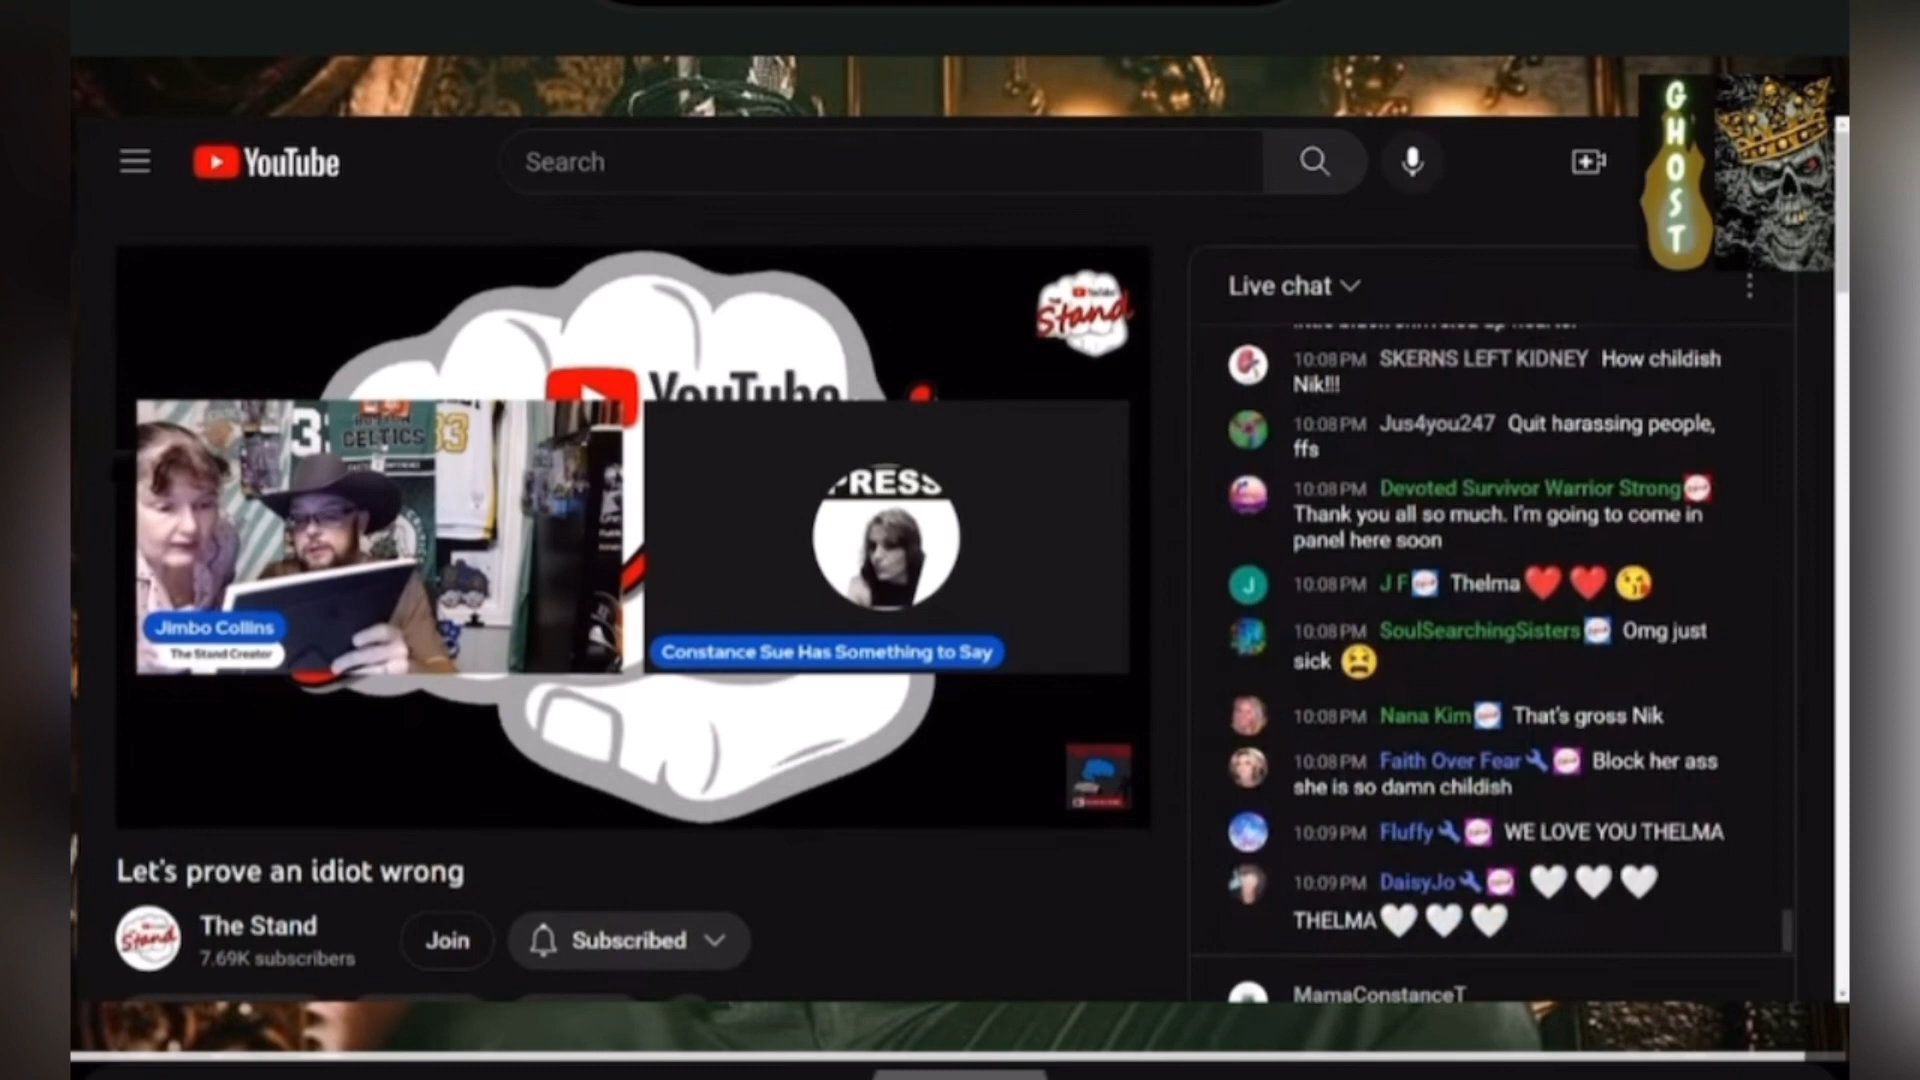 YouTube
Search
GHOST
YouTube
Stand
YouTube
BOSTON
CELTICS
33
PRESS
Jimbo Collins
The Stand Creator
Constance Sue Has Something to Say
Let's prove an idiot wrong
Stand
The Stand
7.69K subscribers
Join
Subscribed
Live chat
10:08 PM SKERNS LEFT KIDNEY How childish
Nik!!!
10:08 PM Jus4you247 Quit harassing people,
ffs
10:08 PM Devoted Survivor Warrior Strong
Thank you all so much. I'm going to come in
panel here soon
J
10:08 PM J F Thelma❤️❤️😘
10:08 PM SoulSearchingSisters Omg just
sick 😫
10:08 PM Nana Kim That's gross Nik
10:08 PM Faith Over Fear Block her ass
she is so damn childish
10:09 PM Fluffy WE LOVE YOU THELMA
10:09 PM DaisyJo 🤍🤍🤍
THELMA🤍🤍🤍
MamaConstanceT